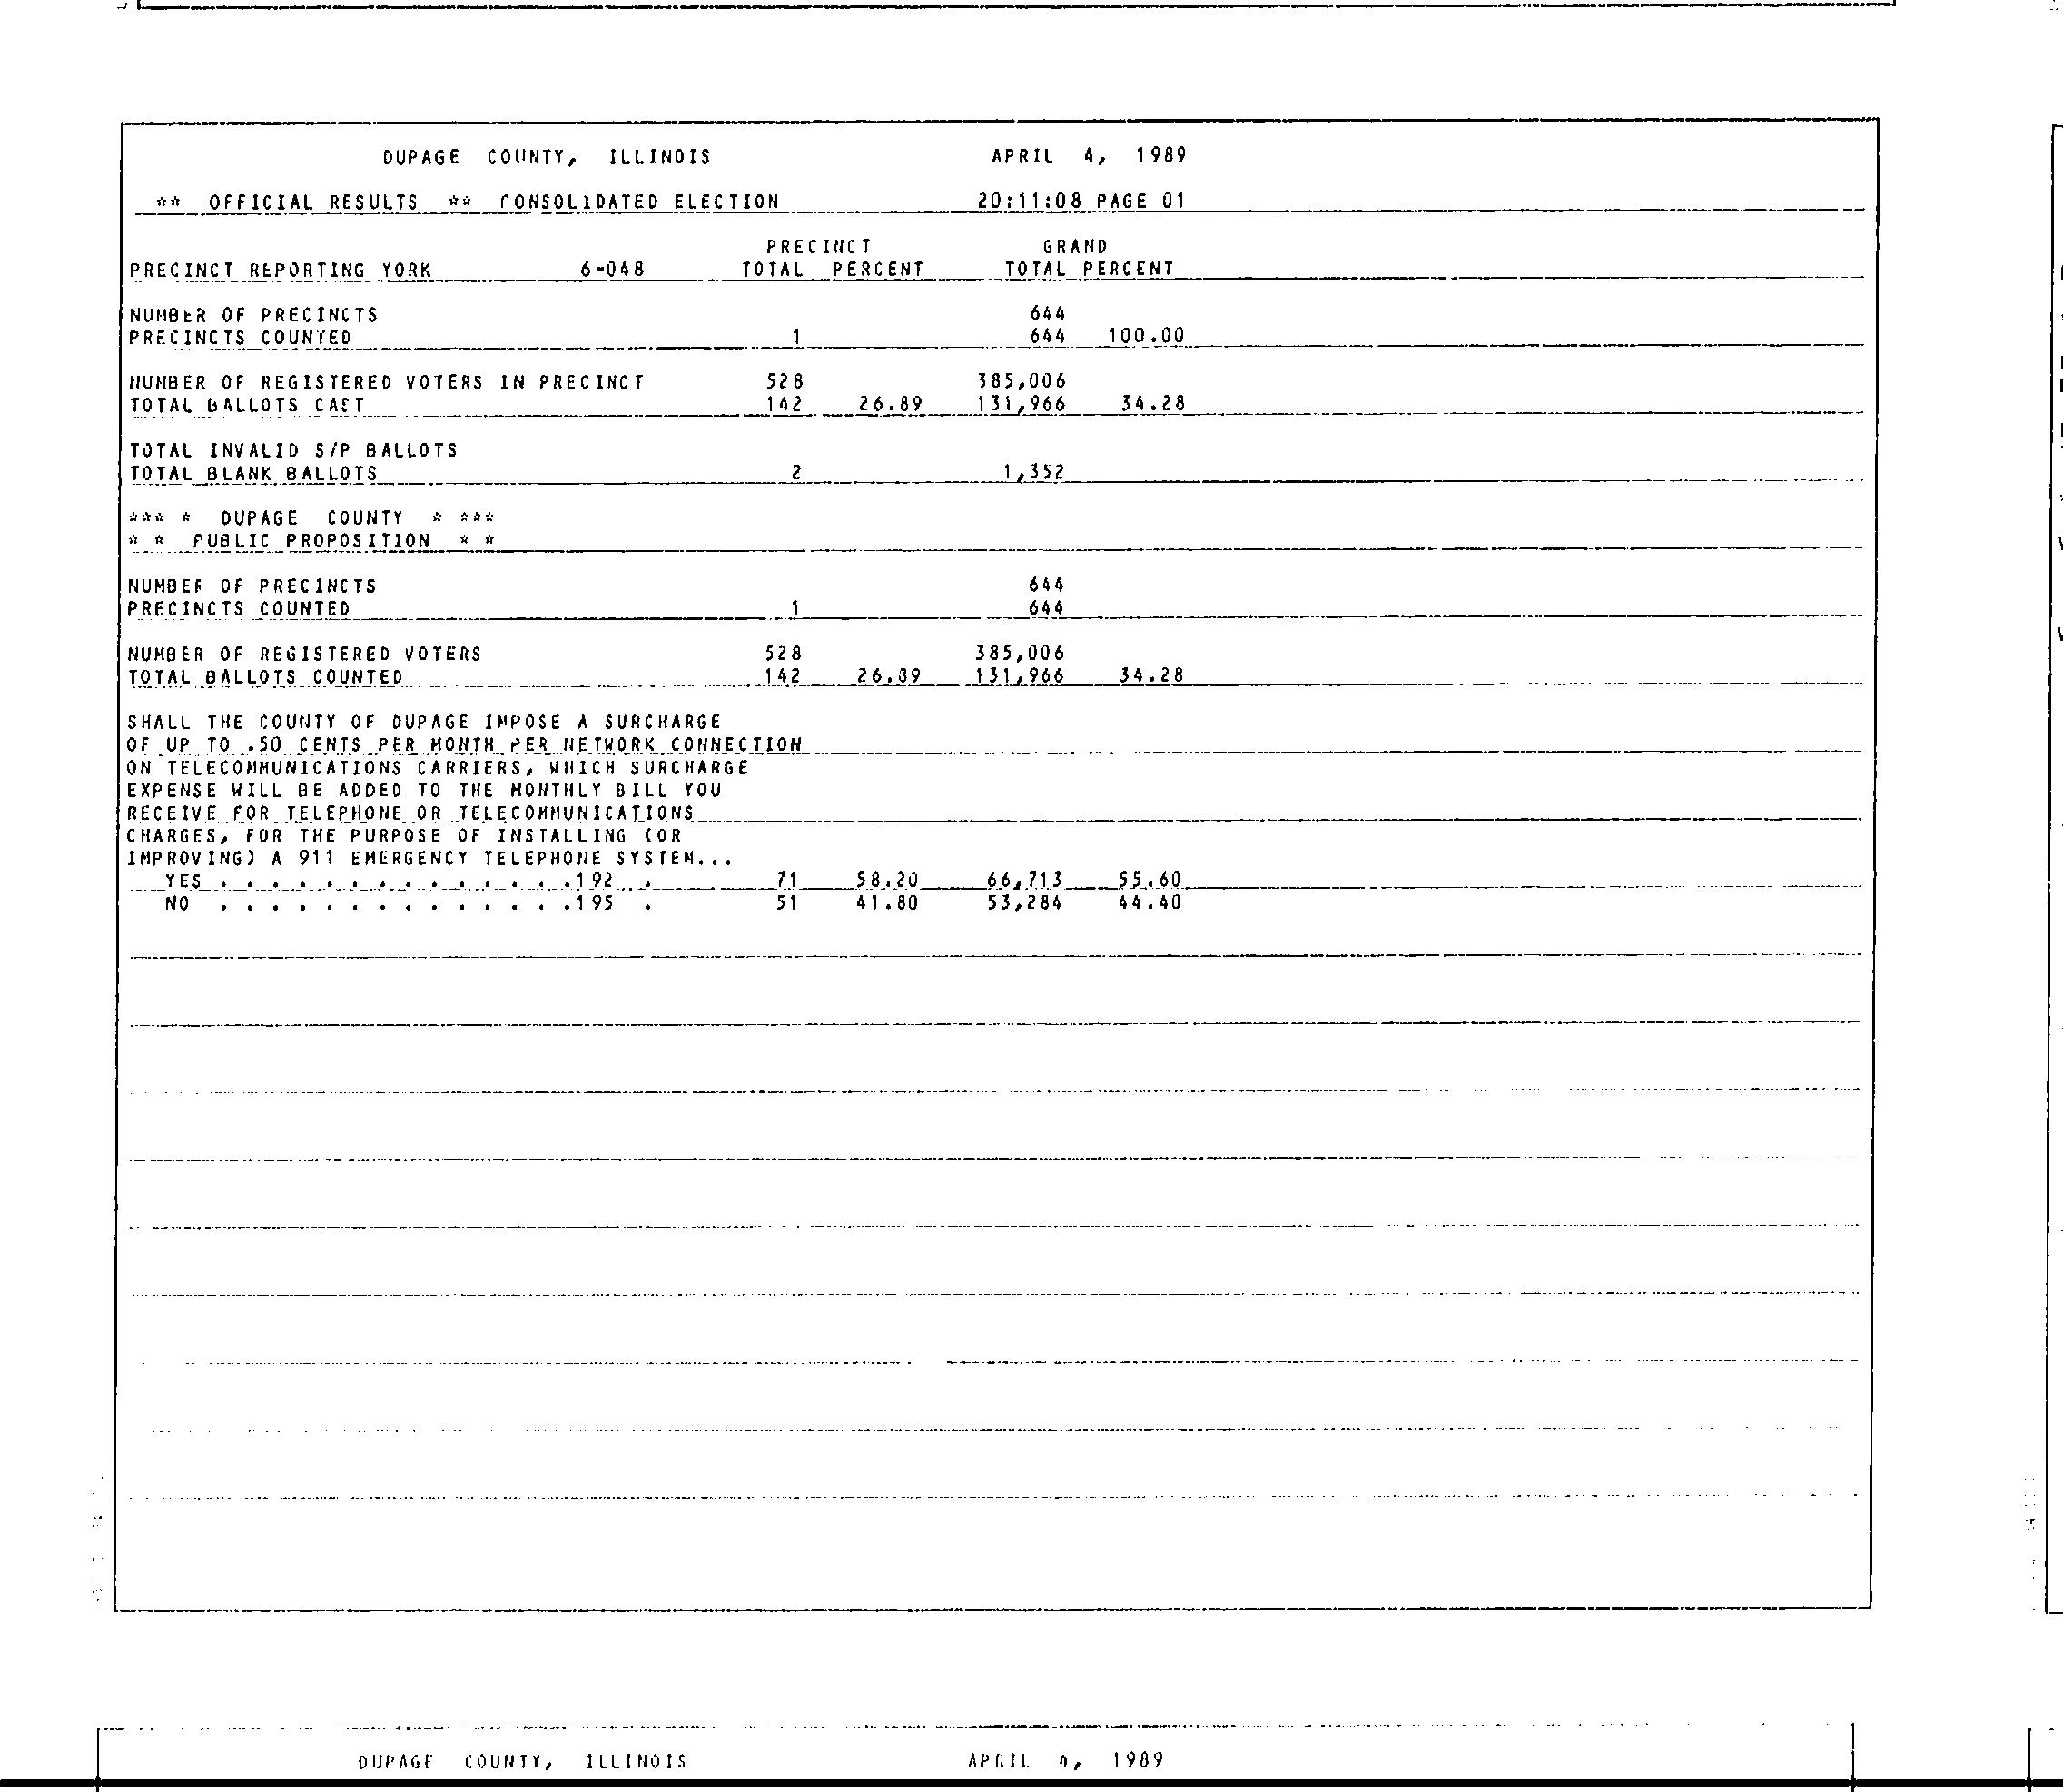 DUPAGE COUNTY, ILLINOIS APRIL 4, 1989
** OFFICIAL RESULTS ** CONSOLIDATED ELECTION 20:11:08 PAGE 01
PRECINCT GRAND
PRECINCT REPORTING YORK 6-048 TOTAL PERCENT TOTAL PERCENT
NUMBER OF PRECINCTS 644
PRECINCTS COUNTED 1 644 100.00
NUMBER OF REGISTERED VOTERS IN PRECINCT 528 385,006
TOTAL BALLOTS CAST 142 26.89 131,966 34.28
TOTAL INVALID S/P BALLOTS
TOTAL BLANK BALLOTS 2 1,352
*** * DUPAGE COUNTY * ***
* * PUBLIC PROPOSITION * *
NUMBER OF PRECINCTS 644
PRECINCTS COUNTED 1 644
NUMBER OF REGISTERED VOTERS 528 385,006
TOTAL BALLOTS COUNTED 142 26.89 131,966 34.28
SHALL THE COUNTY OF DUPAGE IMPOSE A SURCHARGE
OF UP TO .50 CENTS PER MONTH PER NETWORK CONNECTION
ON TELECOMMUNICATIONS CARRIERS, WHICH SURCHARGE
EXPENSE WILL BE ADDED TO THE MONTHLY BILL YOU
RECEIVE FOR TELEPHONE OR TELECOMMUNICATIONS
CHARGES, FOR THE PURPOSE OF INSTALLING (OR
IMPROVING) A 911 EMERGENCY TELEPHONE SYSTEM...
YES . . . . . . . . . . . . . .192 . 71 58.20 66,713 55.60
NO . . . . . . . . . . . . . .195 . 51 41.80 53,284 44.40
DUPAGE COUNTY, ILLINOIS APRIL 4, 1989